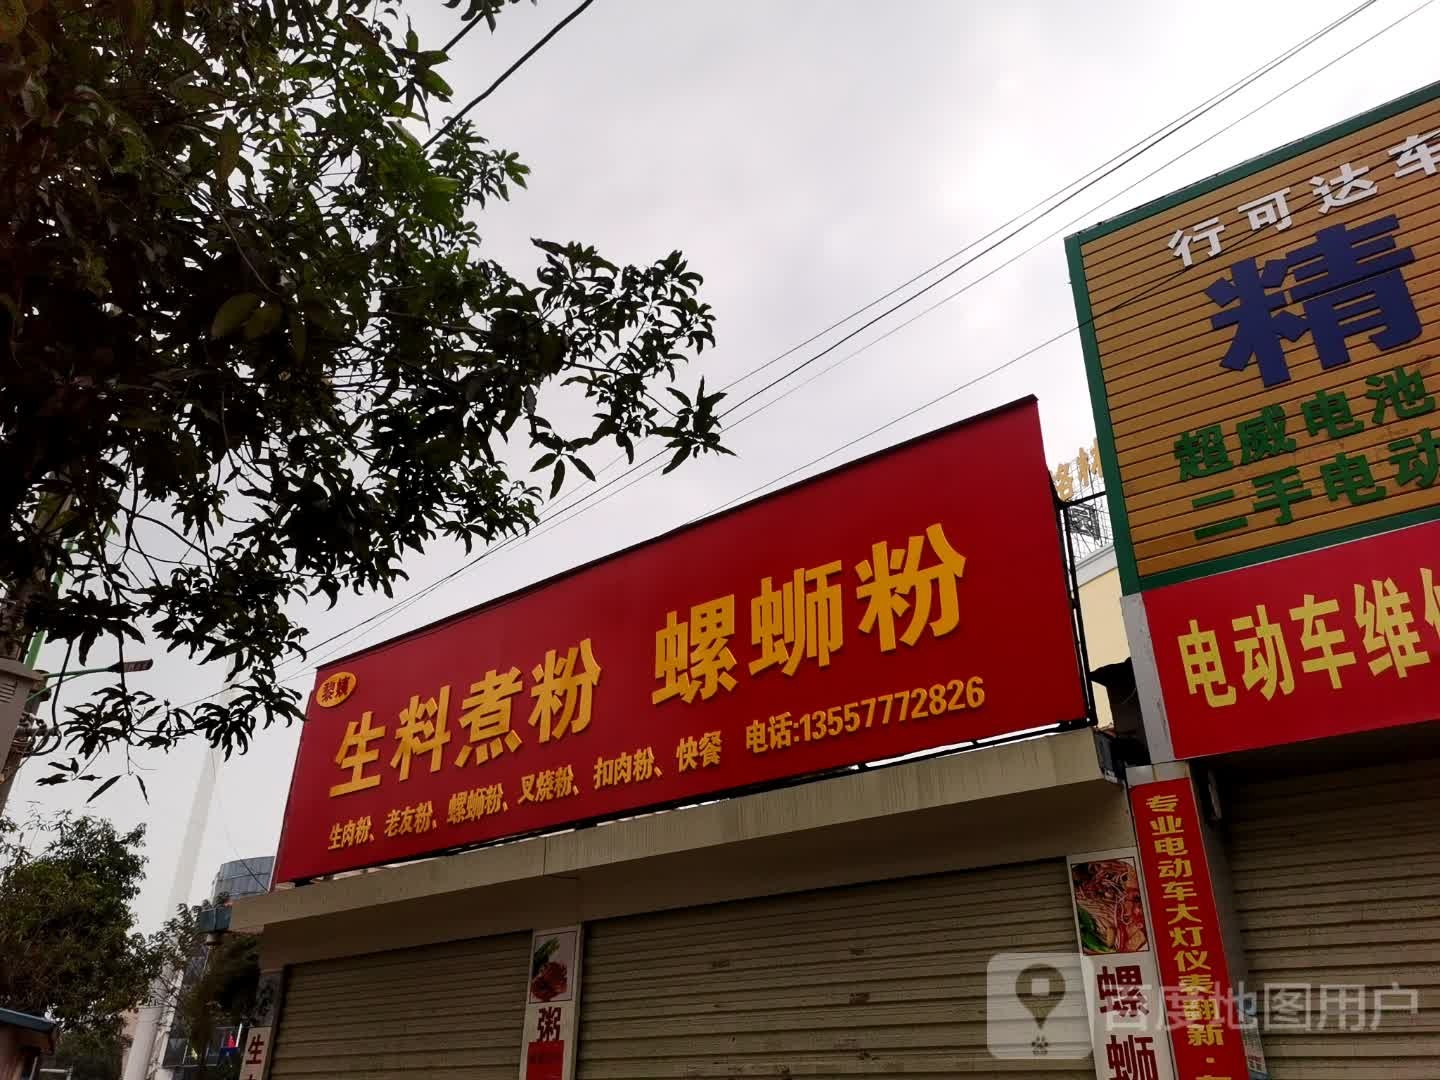 黎姨
生料煮粉 螺蛳粉
生肉粉、老友粉、螺蛳粉、叉烧粉、扣肉粉、快餐 电话:13557772826
行可达车
精
超威电池
二手电动
电动车维修
专业电动车大灯仪表翻新·
螺蛳
粥
生
百度地图用户